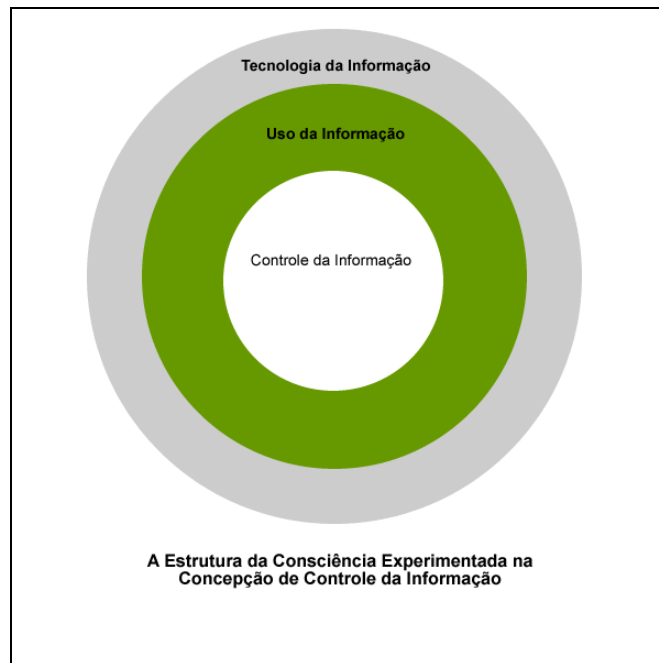 Tecnologia da Informação
Uso da Informação
Controle da Informação
A Estrutura da Consciência Experimentada na
Concepção de Controle da Informação